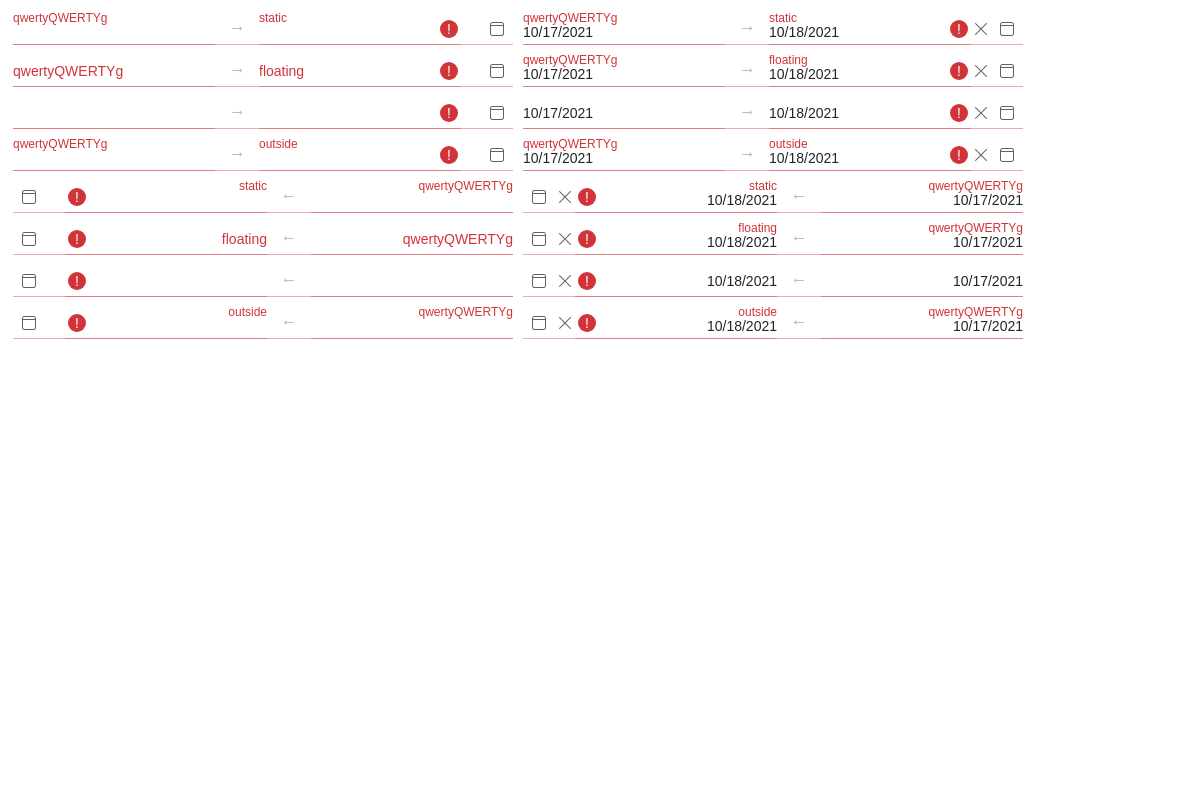 qwertyQWERTYg → static ! qwertyQWERTYg → static !
10/17/2021 10/18/2021
qwertyQWERTYg → floating ! qwertyQWERTYg → floating !
10/17/2021 10/18/2021
→ ! 10/17/2021 → 10/18/2021 !
qwertyQWERTYg → outside ! qwertyQWERTYg → outside !
10/17/2021 10/18/2021
! static ← qwertyQWERTYg ! static ← qwertyQWERTYg
10/18/2021 10/17/2021
! floating ← qwertyQWERTYg ! floating ← qwertyQWERTYg
10/18/2021 10/17/2021
! ← ! 10/18/2021 ← 10/17/2021
! outside ← qwertyQWERTYg ! outside ← qwertyQWERTYg
10/18/2021 10/17/2021